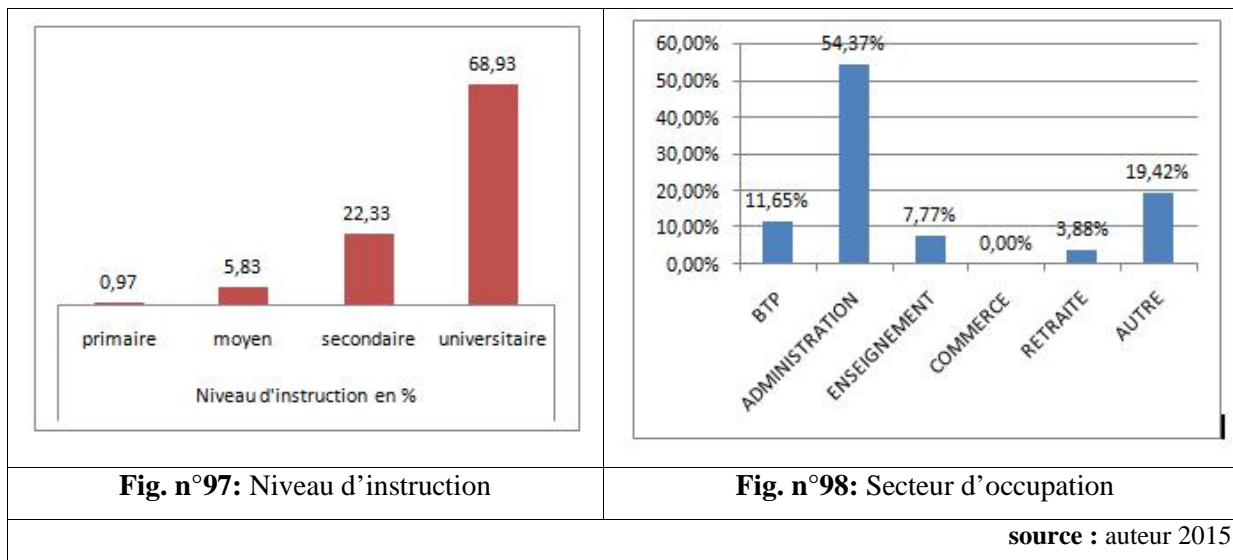 68,93
22,33
5,83
0,97
primaire moyen secondaire universitaire
Niveau d'instruction en %
60,00%
50,00%
40,00%
30,00%
20,00%
10,00%
0,00%
11,65%
54,37%
7,77%
0,00%
3,88%
19,42%
BTP
ADMINISTRATION
ENSEIGNEMENT
COMMERCE
RETRAITE
AUTRE
Fig. n°97: Niveau d’instruction
Fig. n°98: Secteur d’occupation
source : auteur 2015